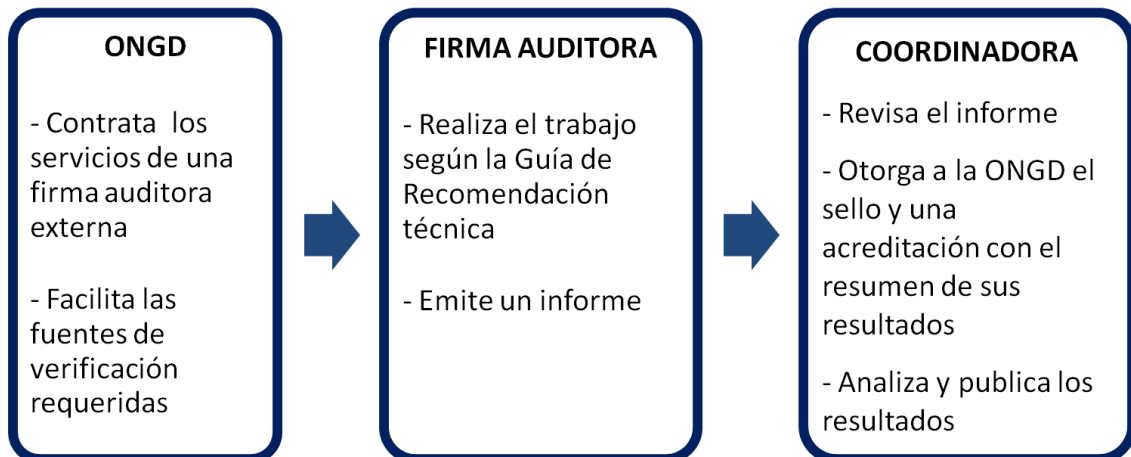 ONGD
- Contrata  los
servicios de una
firma auditora
externa
- Facilita las
fuentes de
verificación
requeridas
FIRMA AUDITORA
- Realiza el trabajo
según la Guía de
Recomendación
técnica
- Emite un informe
COORDINADORA
- Revisa el informe
- Otorga a la ONGD el
sello y una
acreditación con el
resumen de sus
resultados
- Analiza y publica los
resultados